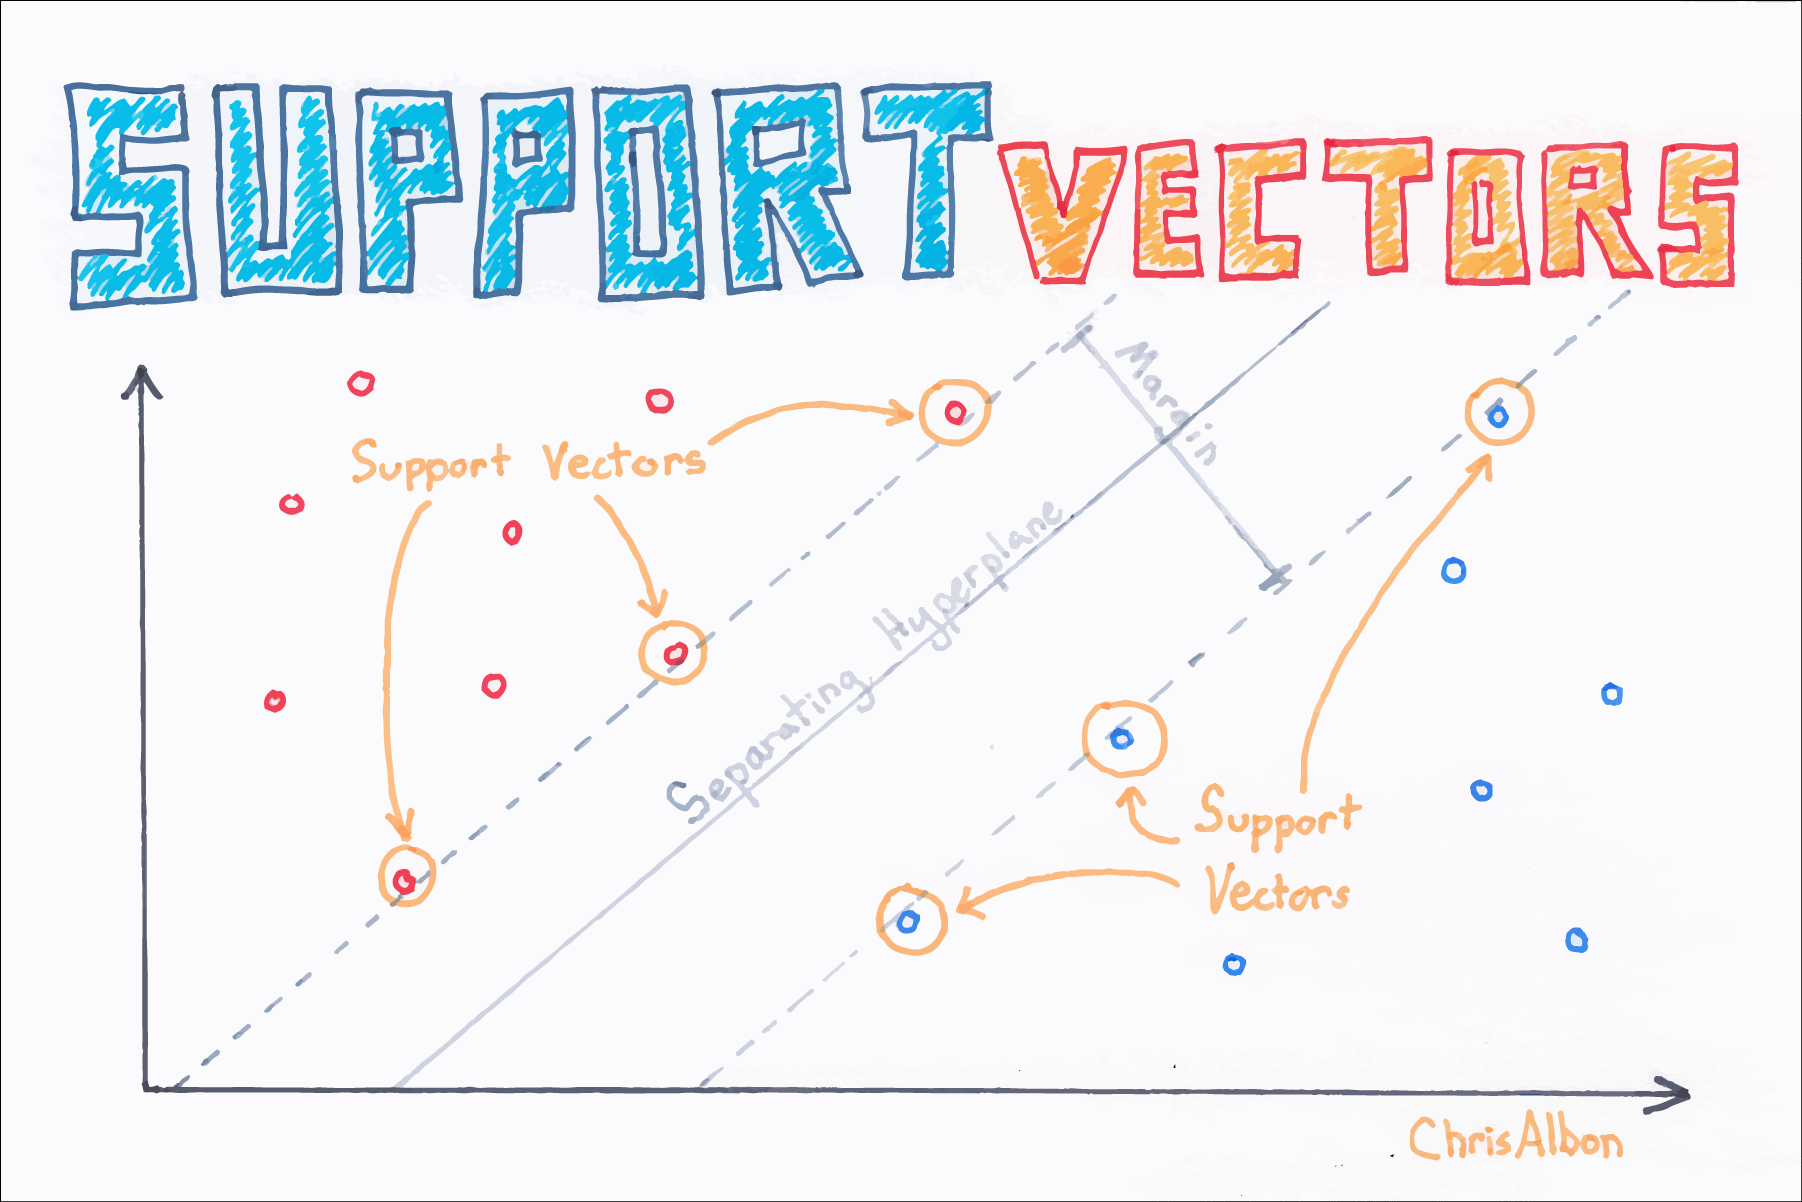 SUPPORT VECTORS
Margin
Support Vectors
Separating Hyperplane
Support
Vectors
ChrisAlbon